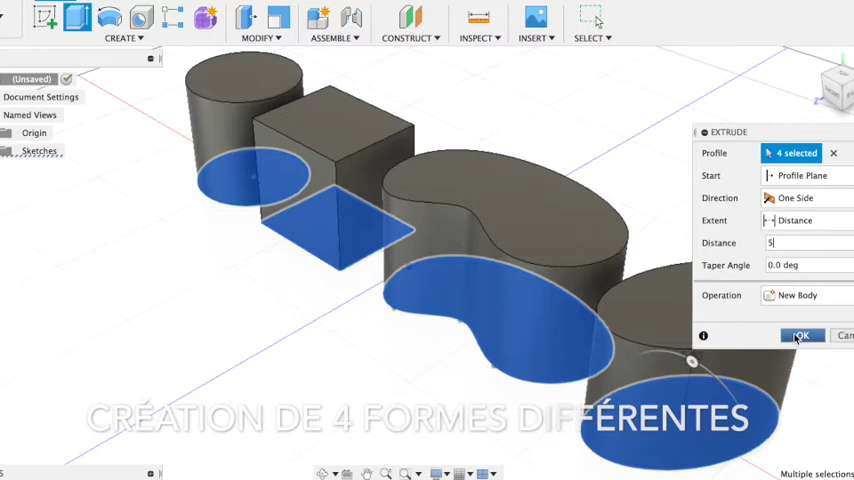 CREATE▼ MODIFY▼ ASSEMBLE▼ CONSTRUCT▼ INSPECT▼ INSERT▼ SELECT▼
(Unsaved)
Document Settings
Named Views
Origin
Sketches
EXTRUDE
Profile 4 selected
Start Profile Plane
Direction One Side
Extent Distance
Distance 5
Taper Angle 0.0 deg
Operation New Body
OK Can
CRÉATION DE 4 FORMES DIFFÉRENTES
Multiple selections